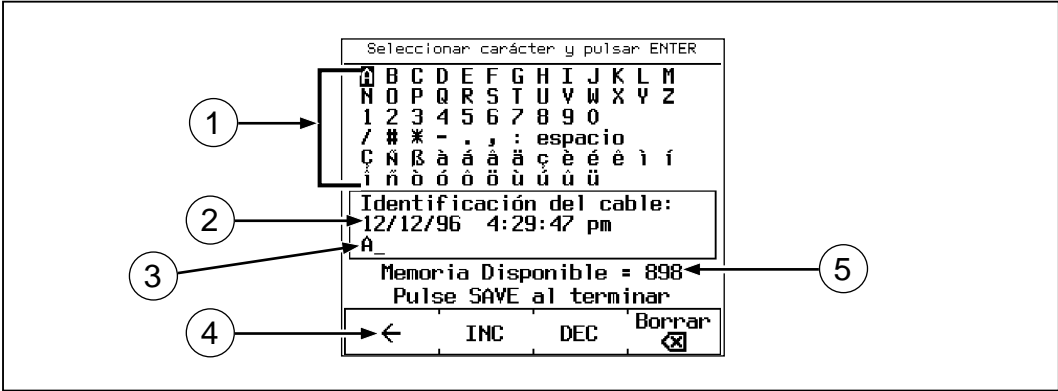 Seleccionar carácter y pulsar ENTER
A B C D E F G H I J K L M
N O P Q R S T U V W X Y Z
1 2 3 4 5 6 7 8 9 0
/ # * - . , : espacio
Ç Ñ ß à á â ä ç è é ê ì í
î ñ ò ó ô ö ù ú û ü
Identificación del cable:
12/12/96 4:29:47 pm
A_
Memoria Disponible = 898
Pulse SAVE al terminar
← INC DEC Borrar ⌫
1
2
3
4
5